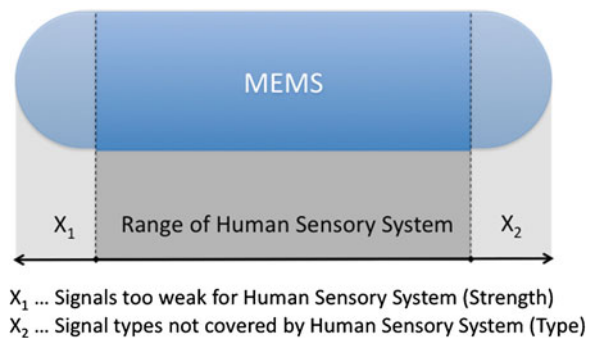 MEMS
X₁ Range of Human Sensory System X₂
X₁ ... Signals too weak for Human Sensory System (Strength)
X₂ ... Signal types not covered by Human Sensory System (Type)